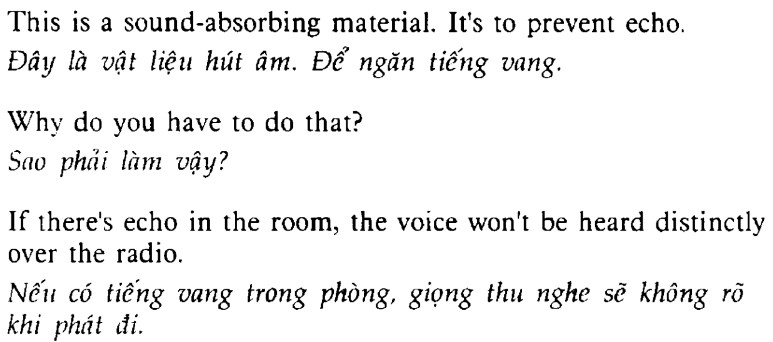 This is a sound-absorbing material. It's to prevent echo.
Đây là vật liệu hút âm. Để ngăn tiếng vang.
Why do you have to do that?
Sao phải làm vậy?
If there's echo in the room, the voice won't be heard distinctly
over the radio.
Nếu có tiếng vang trong phòng, giọng thu nghe sẽ không rõ
khi phát đi.